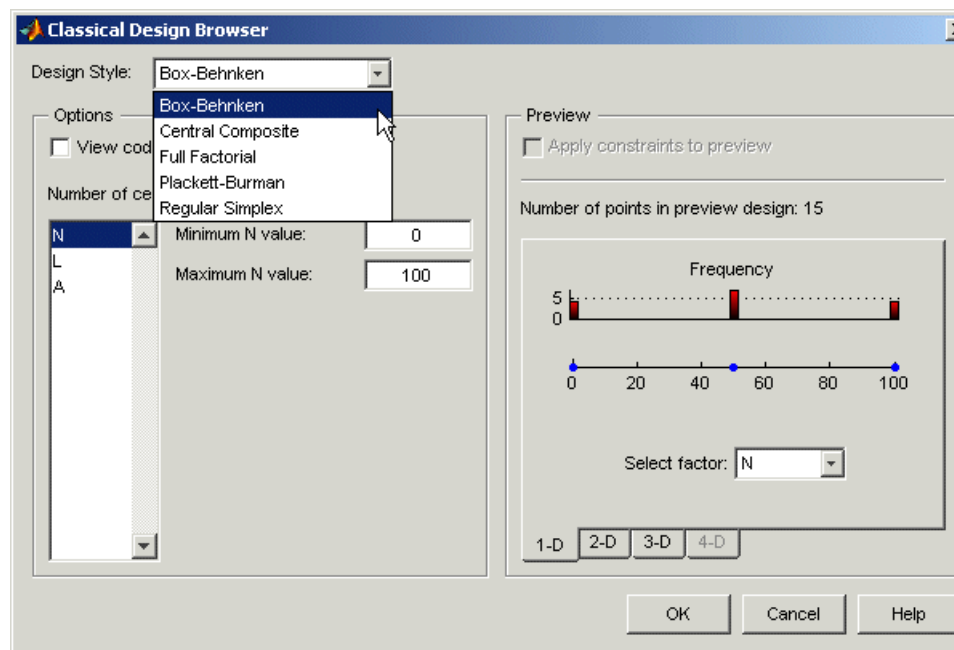 Classical Design Browser
Design Style: Box-Behnken
Box-Behnken
Central Composite
Full Factorial
Plackett-Burman
Regular Simplex
Options
View cod
Number of ce
N
L
A
Minimum N value: 0
Maximum N value: 100
Preview
Apply constraints to preview
Number of points in preview design: 15
Frequency
5
0
0 20 40 60 80 100
Select factor: N
1-D 2-D 3-D 4-D
OK Cancel Help